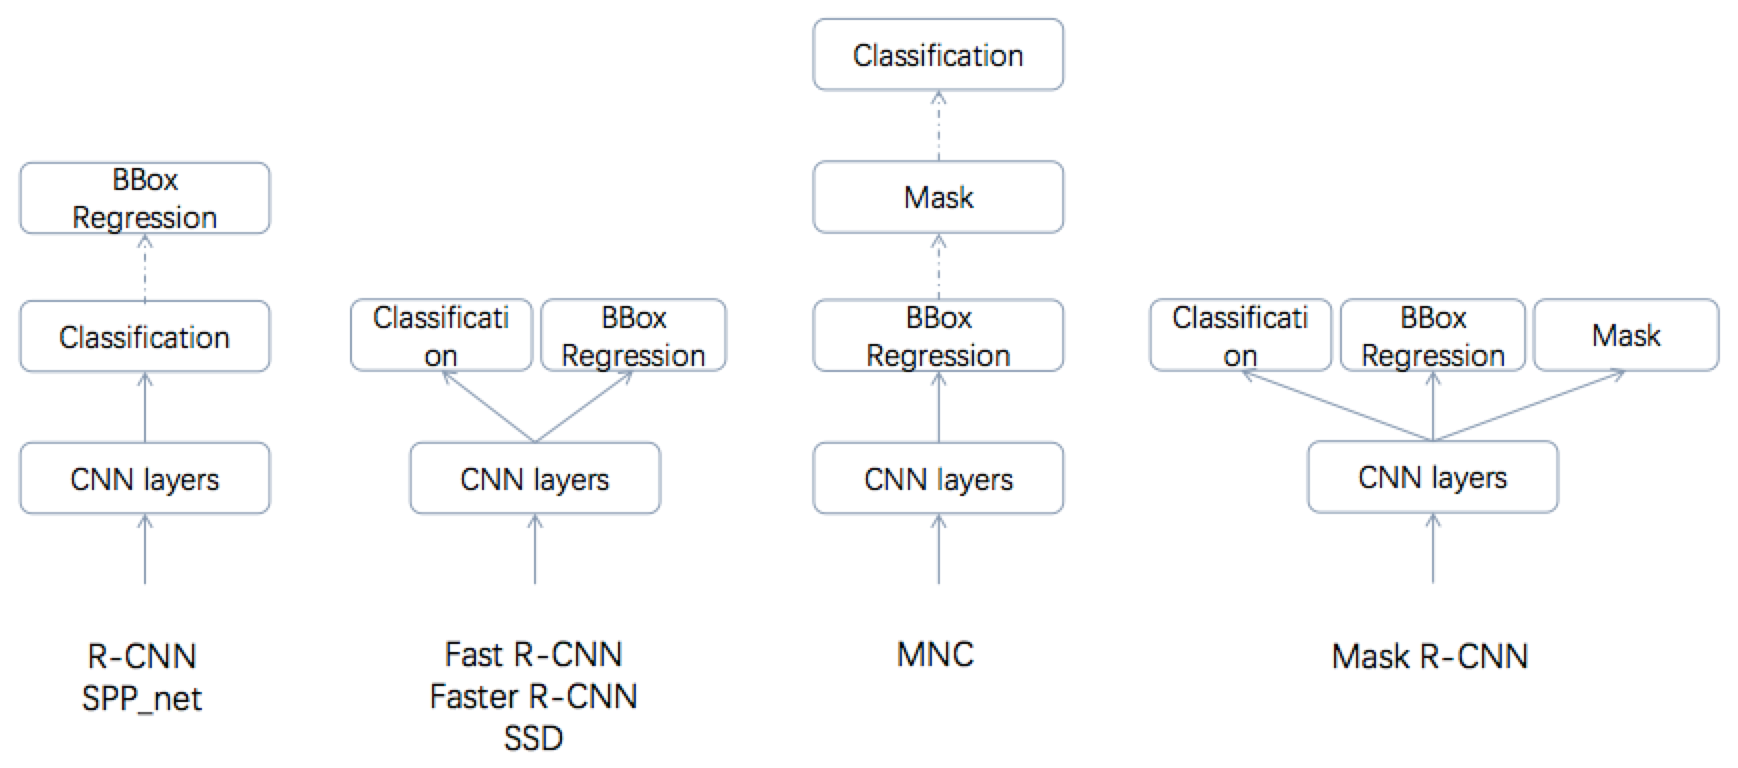 BBox
Regression
Classification
CNN layers
R-CNN
SPP_net
Classificati
on
BBox
Regression
CNN layers
Fast R-CNN
Faster R-CNN
SSD
Classification
Mask
BBox
Regression
CNN layers
MNC
Classificati
on
BBox
Regression
Mask
CNN layers
Mask R-CNN